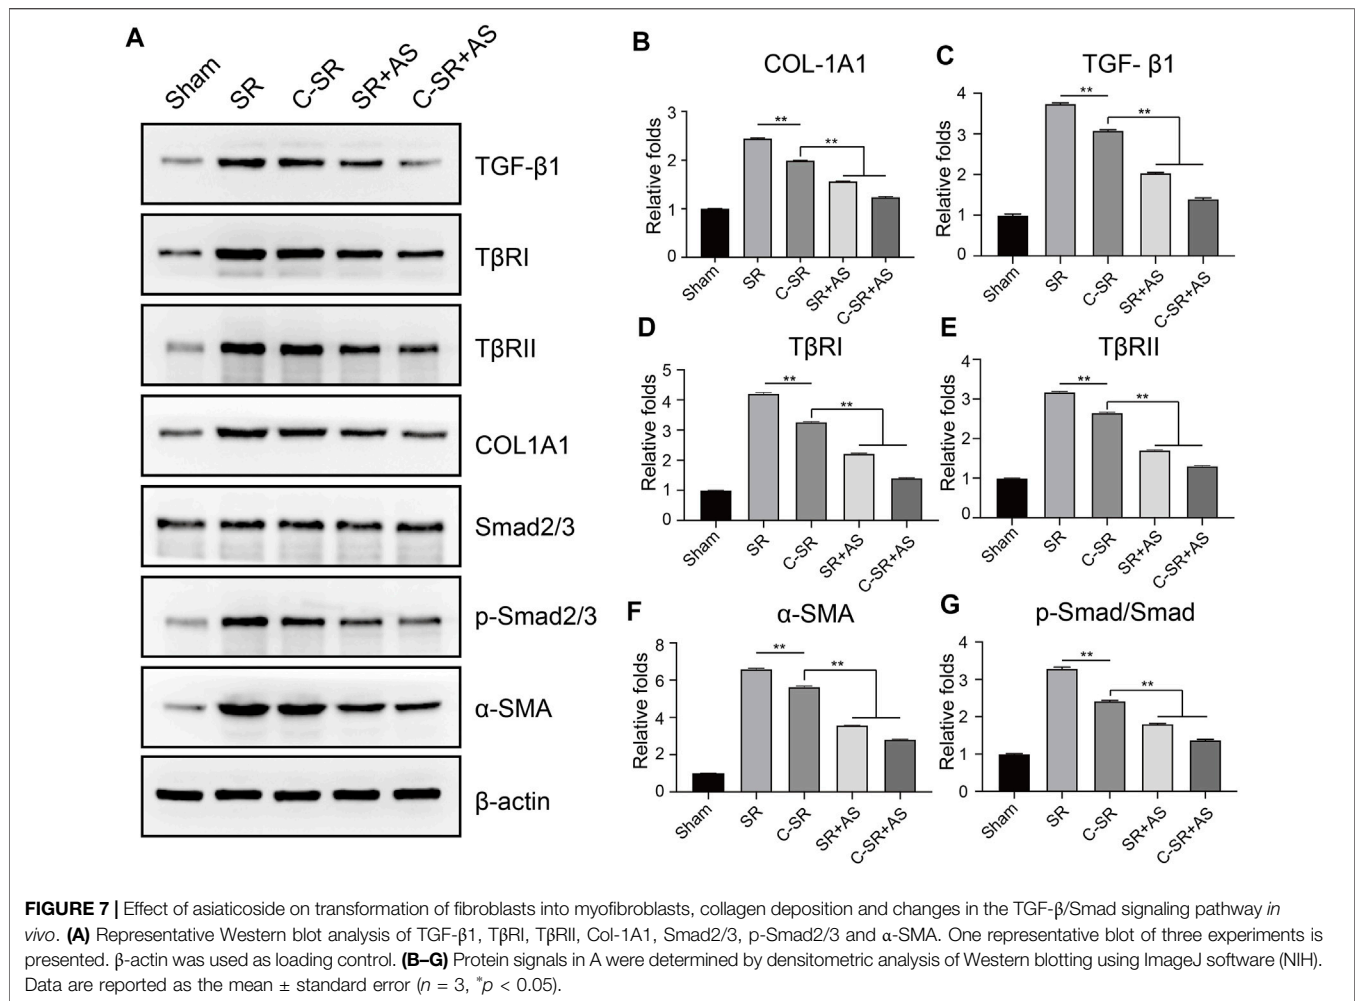 A
Sham
SR
C-SR
SR+AS
C-SR+AS
TGF-β1
TβRI
TβRII
COL1A1
Smad2/3
p-Smad2/3
α-SMA
β-actin
B
COL-1A1
Relative folds
3
2
1
0
**
**
Sham
SR
C-SR
SR+AS
C-SR+AS
C
TGF- β1
Relative folds
4
3
2
1
0
**
**
Sham
SR
C-SR
SR+AS
C-SR+AS
D
TβRI
Relative folds
5
4
3
2
1
0
**
**
Sham
SR
C-SR
SR+AS
C-SR+AS
E
TβRII
Relative folds
4
3
2
1
0
**
**
Sham
SR
C-SR
SR+AS
C-SR+AS
F
α-SMA
Relative folds
8
6
4
2
0
**
**
Sham
SR
C-SR
SR+AS
C-SR+AS
G
p-Smad/Smad
Relative folds
4
3
2
1
0
**
**
Sham
SR
C-SR
SR+AS
C-SR+AS
FIGURE 7 | Effect of asiaticoside on transformation of fibroblasts into myofibroblasts, collagen deposition and changes in the TGF-β/Smad signaling pathway in
vivo. (A) Representative Western blot analysis of TGF-β1, TβRI, TβRII, Col-1A1, Smad2/3, p-Smad2/3 and α-SMA. One representative blot of three experiments is
presented. β-actin was used as loading control. (B–G) Protein signals in A were determined by densitometric analysis of Western blotting using ImageJ software (NIH).
Data are reported as the mean ± standard error (n = 3, *p < 0.05).